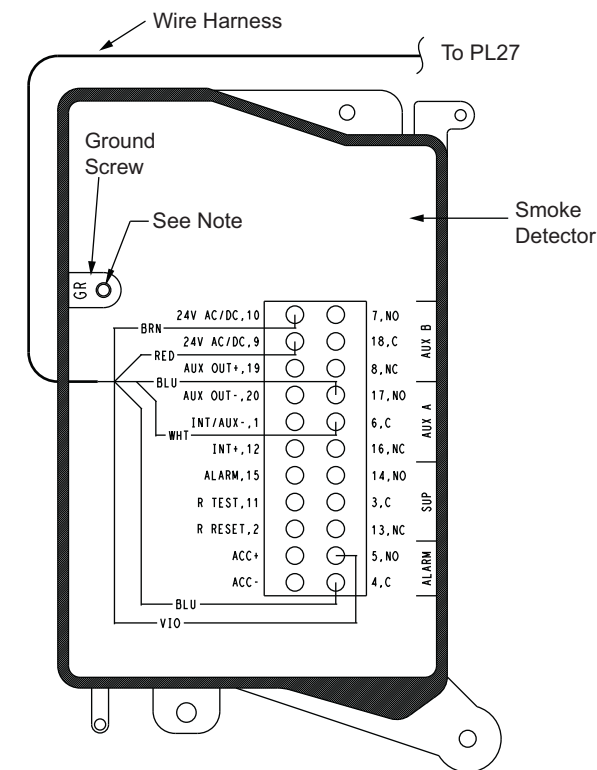 Wire Harness
To PL27
Ground
Screw
See Note
Smoke
Detector
GR
24V AC/DC,10
7,NO
BRN
24V AC/DC,9
18,C
AUX B
RED
AUX OUT+,19
8,NC
BLU
AUX OUT-,20
17,NO
INT/AUX-,1
6,C
AUX A
WHT
INT+,12
16,NC
ALARM,15
14,NO
R TEST,11
3,C
SUP
R RESET,2
13,NC
ACC+
5,NO
ALARM
ACC-
4,C
BLU
VIO